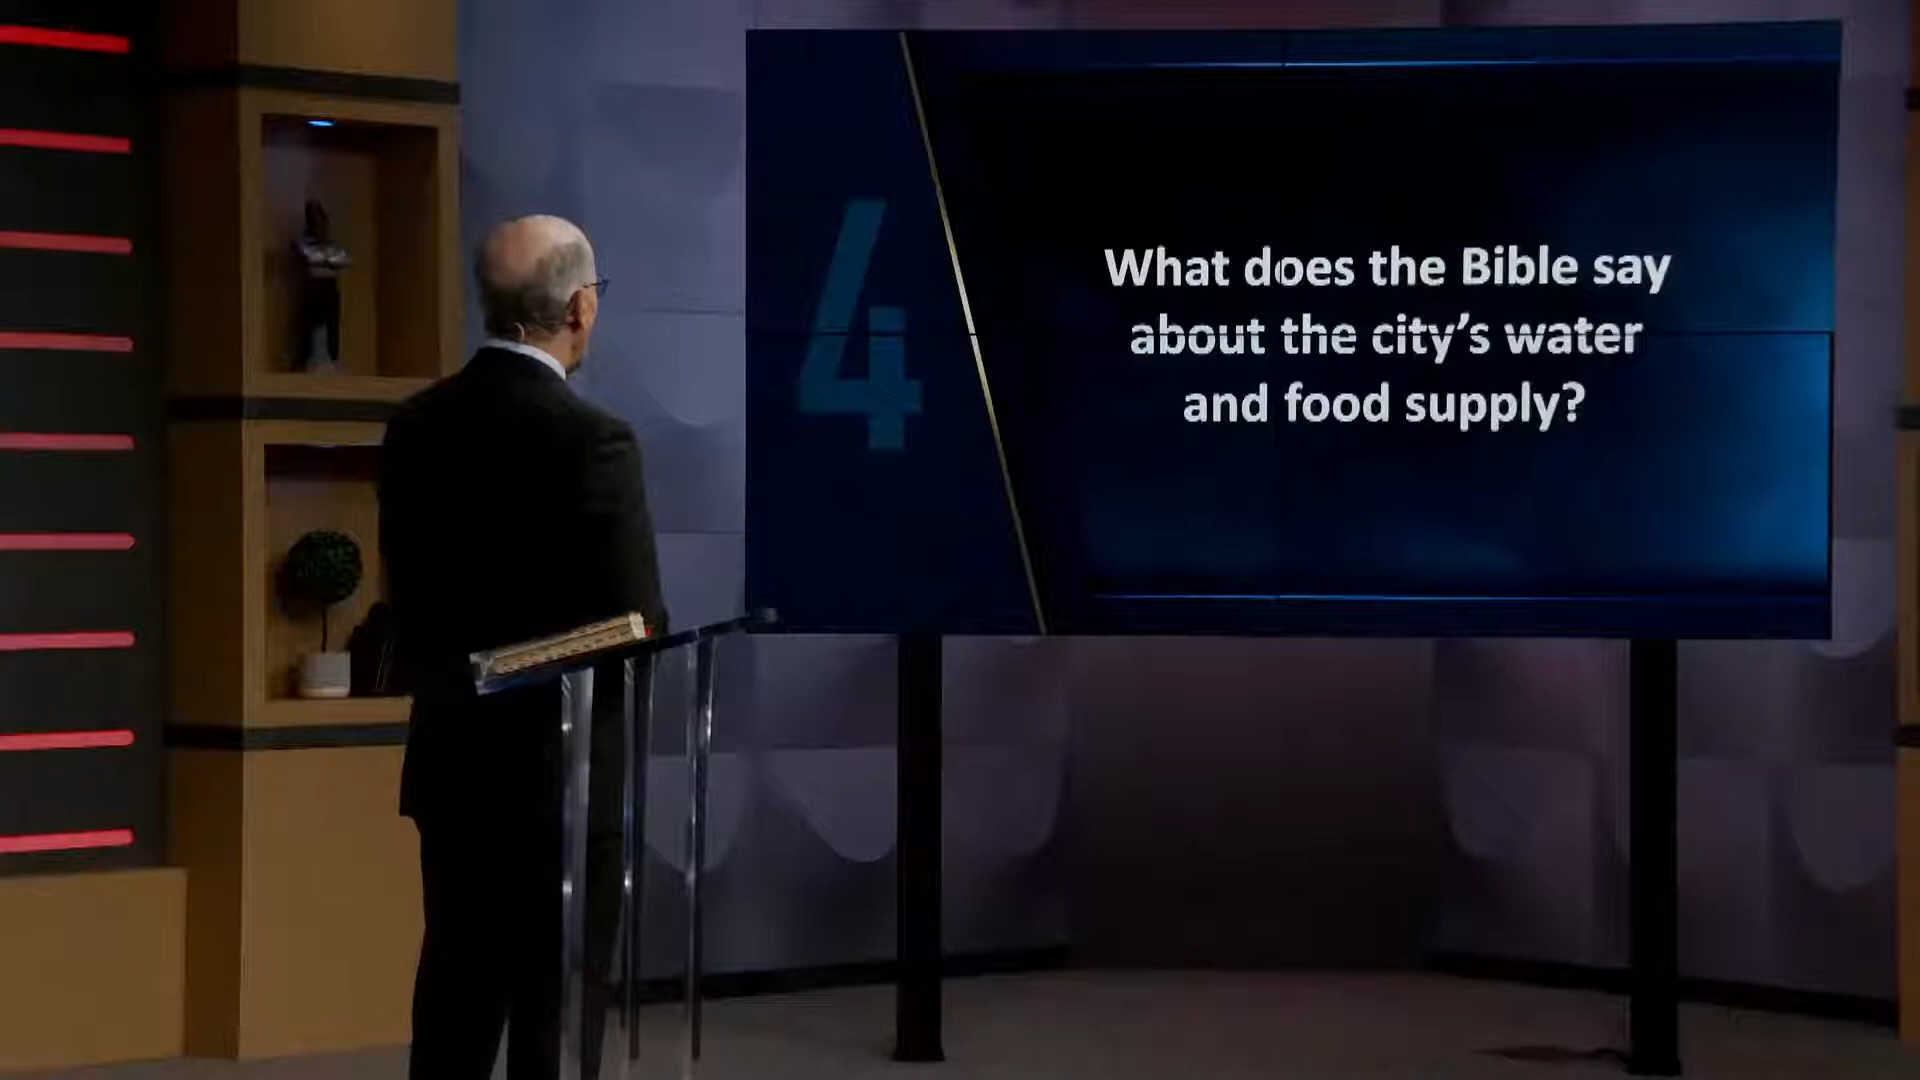 4
What does the Bible say
about the city's water
and food supply?